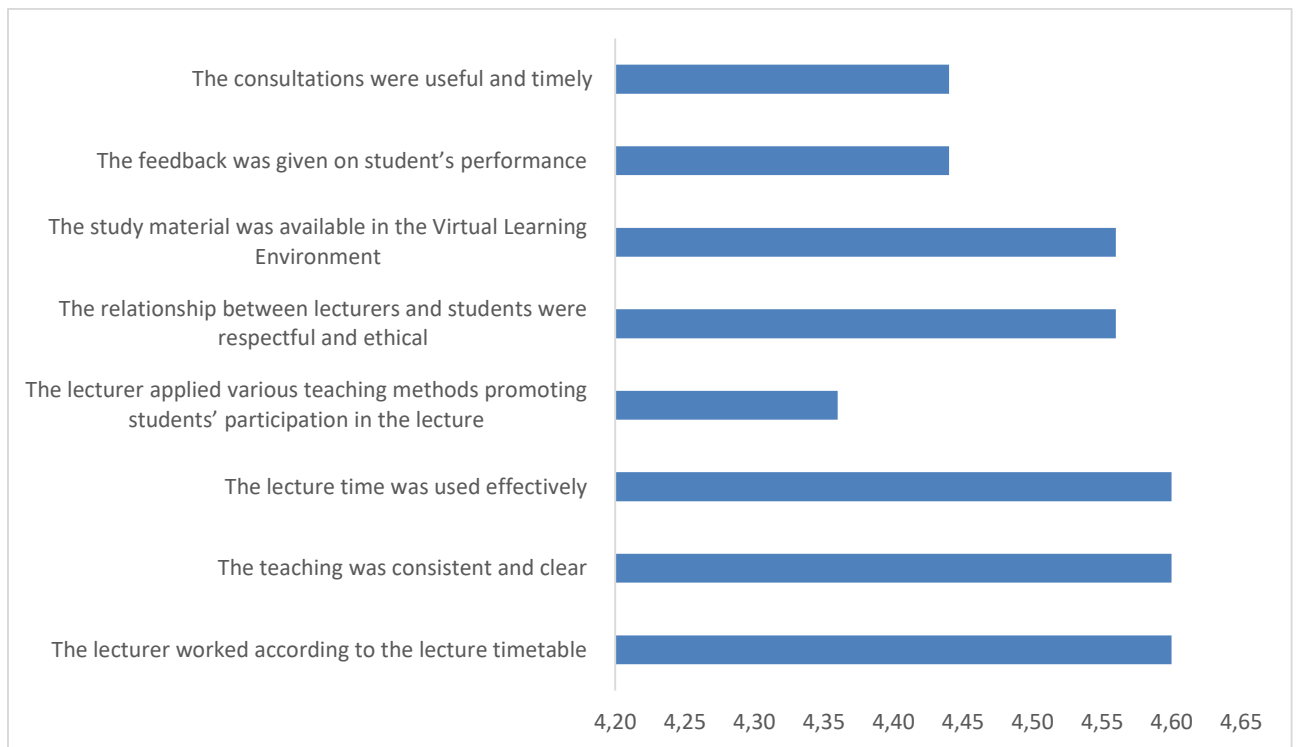 The consultations were useful and timely
The feedback was given on student’s performance
The study material was available in the Virtual Learning
Environment
The relationship between lecturers and students were
respectful and ethical
The lecturer applied various teaching methods promoting
students’ participation in the lecture
The lecture time was used effectively
The teaching was consistent and clear
The lecturer worked according to the lecture timetable
4,20 4,25 4,30 4,35 4,40 4,45 4,50 4,55 4,60 4,65